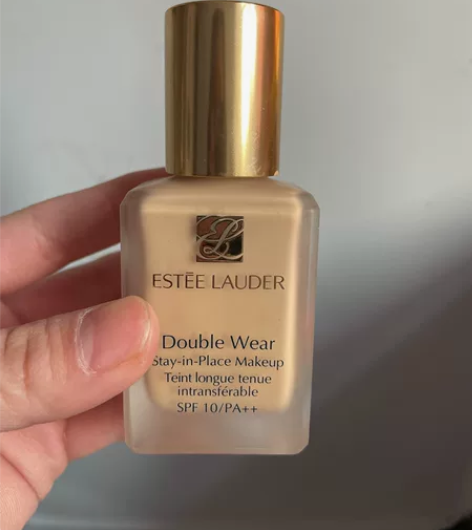 ESTĒE LAUDER
Double Wear
Stay-in-Place Makeup
Teint longue tenue
intransférable
SPF 10/PA++